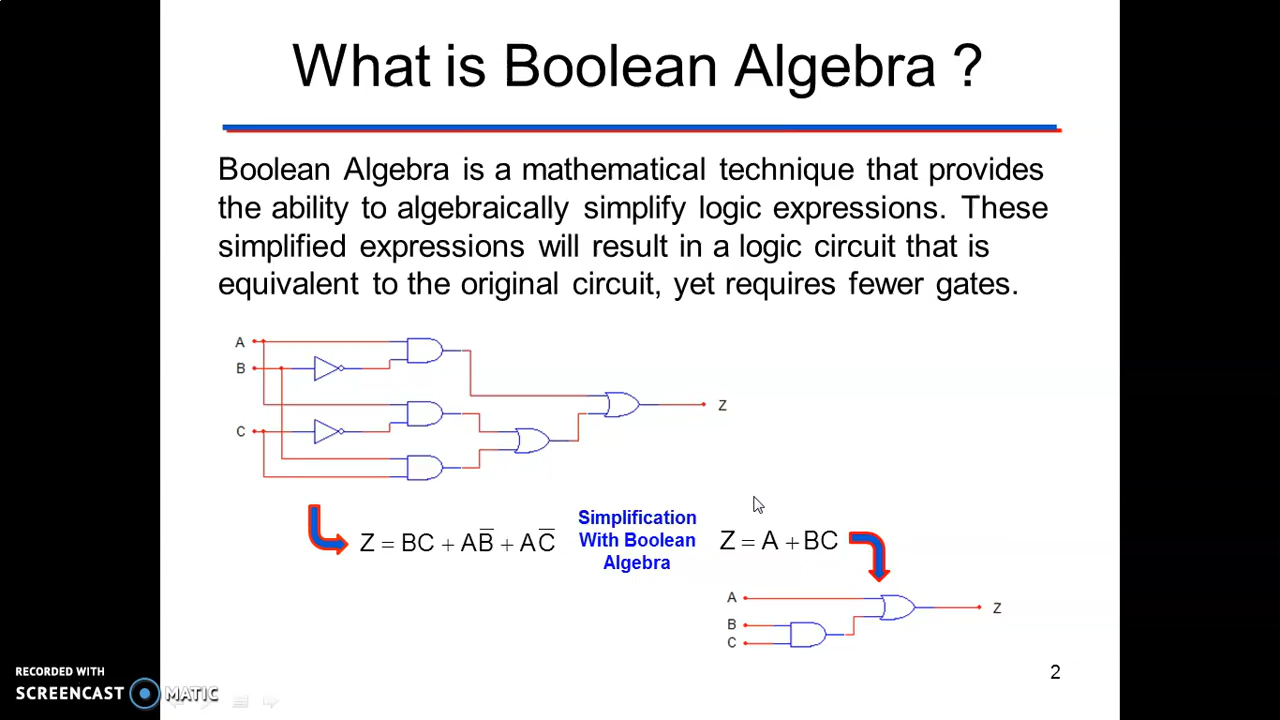 What is Boolean Algebra ?
Boolean Algebra is a mathematical technique that provides
the ability to algebraically simplify logic expressions. These
simplified expressions will result in a logic circuit that is
equivalent to the original circuit, yet requires fewer gates.
A
B
C
Z
Z = BC + AB̅ + AC̅
Simplification
With Boolean
Algebra
Z = A + BC
A
B
C
Z
2
RECORDED WITH
SCREENCAST MATIC